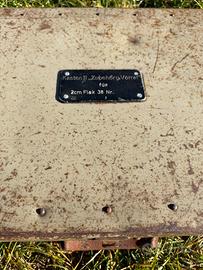 Kasten II „Zubehör u. Vorrat"
für
2cm Flak 38 Nr.